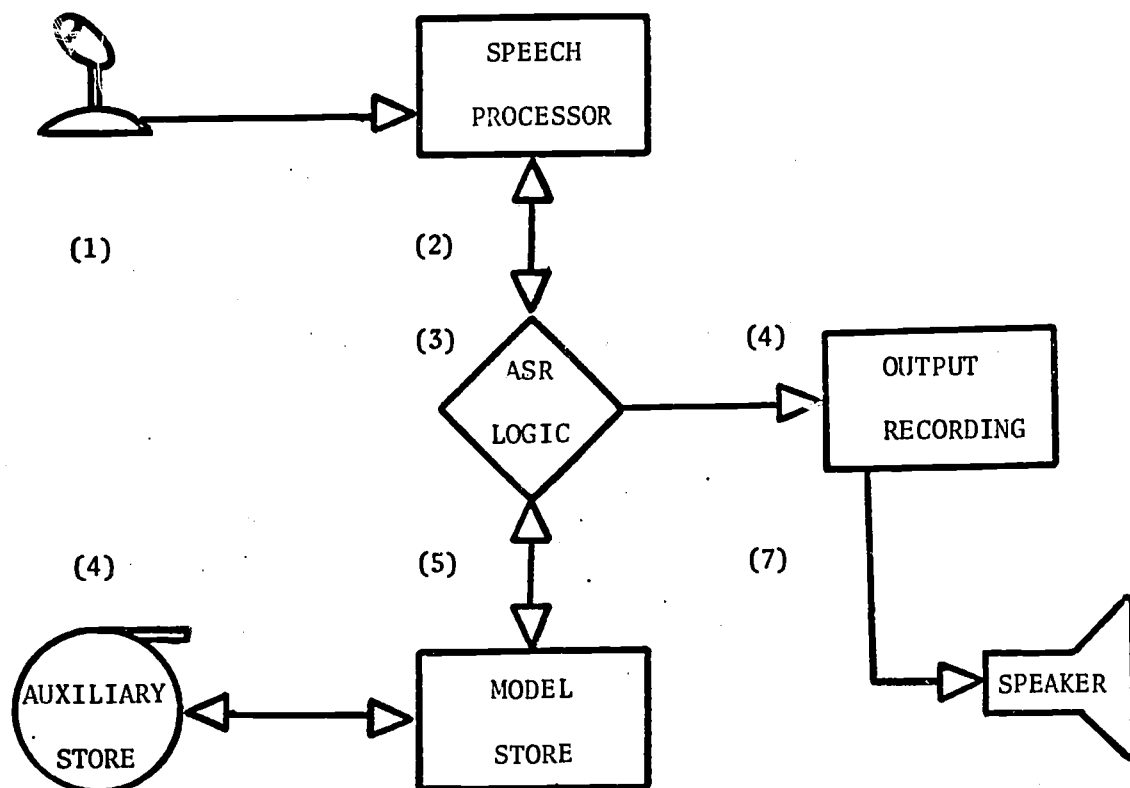 SPEECH
PROCESSOR
(1)
(2)
(3)
(4)
ASR
LOGIC
OUTPUT
RECORDING
(4)
(5)
(7)
AUXILIARY
STORE
MODEL
STORE
SPEAKER